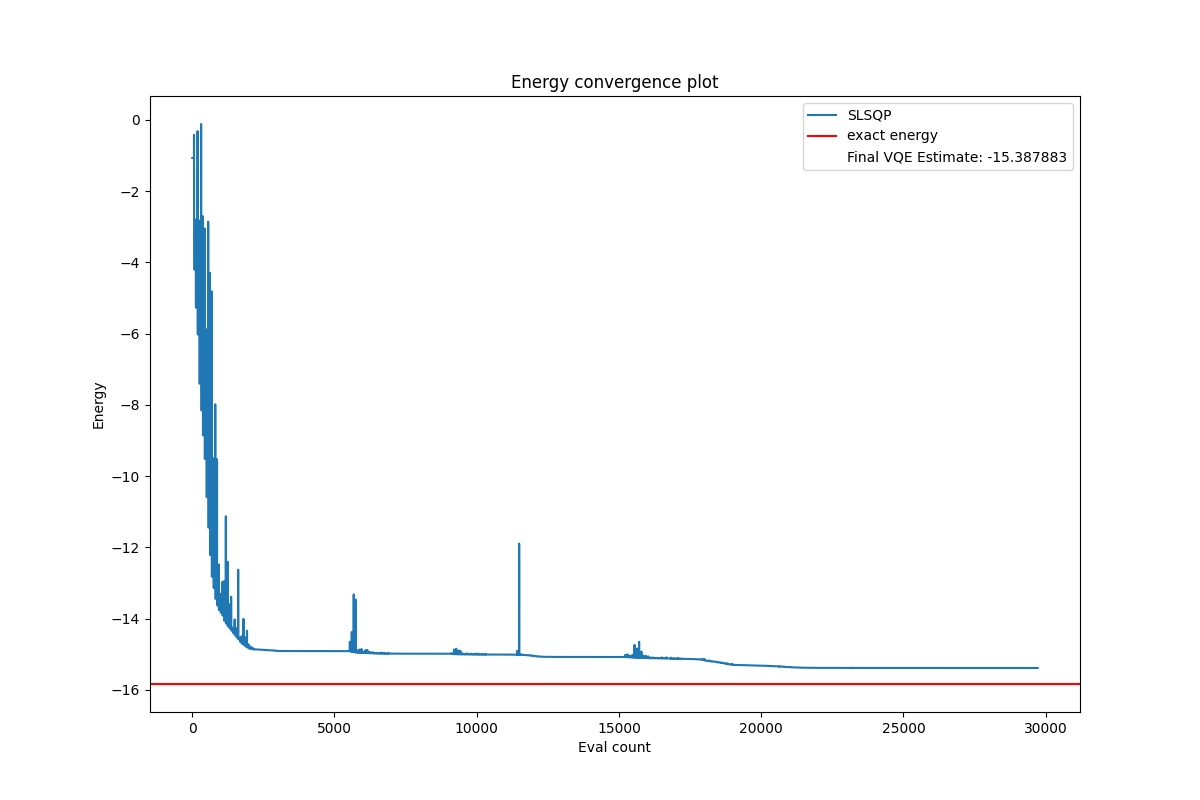 Energy convergence plot
SLSQP
exact energy
Final VQE Estimate: -15.387883
0
−2
−4
−6
−8
−10
−12
−14
−16
Energy
0 5000 10000 15000 20000 25000 30000
Eval count